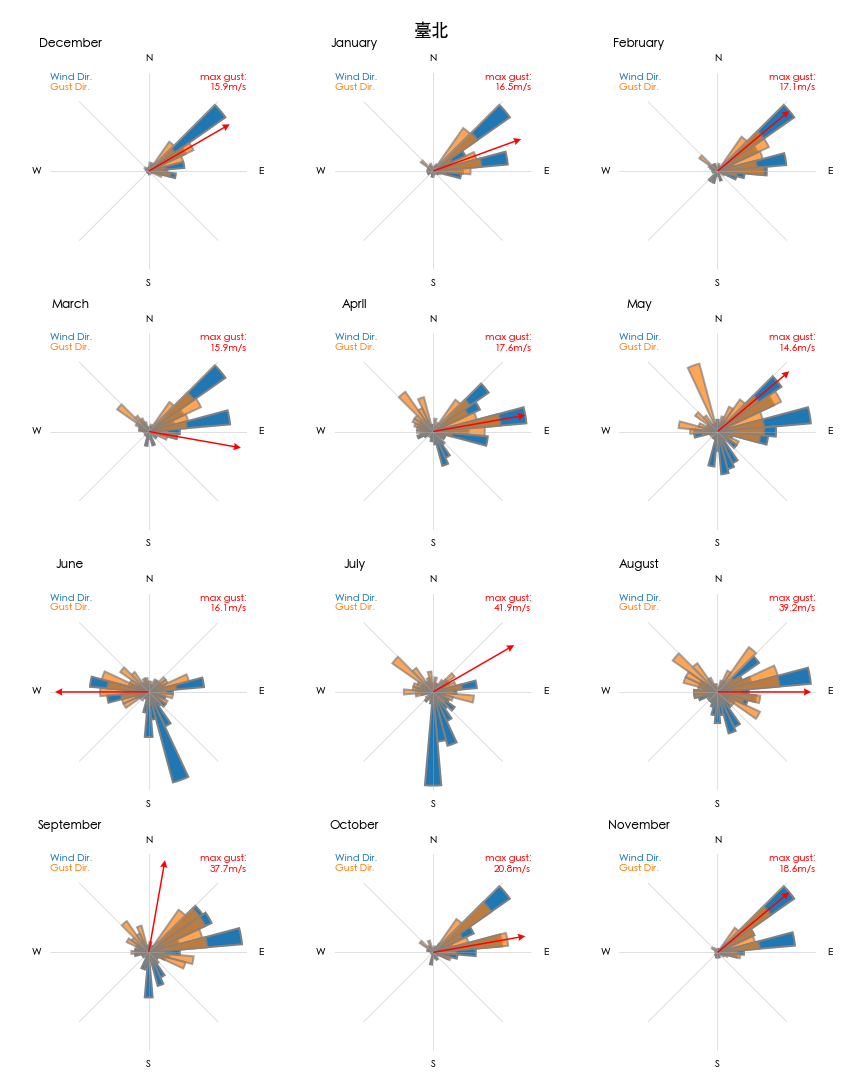 臺北
December
January
February
N
N
N
Wind Dir.
Gust Dir.
max gust:
15.9m/s
Wind Dir.
Gust Dir.
max gust:
16.5m/s
Wind Dir.
Gust Dir.
max gust:
17.1m/s
W
E
W
E
W
E
S
S
S
March
April
May
N
N
N
Wind Dir.
Gust Dir.
max gust:
15.9m/s
Wind Dir.
Gust Dir.
max gust:
17.6m/s
Wind Dir.
Gust Dir.
max gust:
14.6m/s
W
E
W
E
W
E
S
S
S
June
July
August
N
N
N
Wind Dir.
Gust Dir.
max gust:
16.1m/s
Wind Dir.
Gust Dir.
max gust:
41.9m/s
Wind Dir.
Gust Dir.
max gust:
39.2m/s
W
E
W
E
W
E
S
S
S
September
October
November
N
N
N
Wind Dir.
Gust Dir.
max gust:
37.7m/s
Wind Dir.
Gust Dir.
max gust:
20.8m/s
Wind Dir.
Gust Dir.
max gust:
18.6m/s
W
E
W
E
W
E
S
S
S